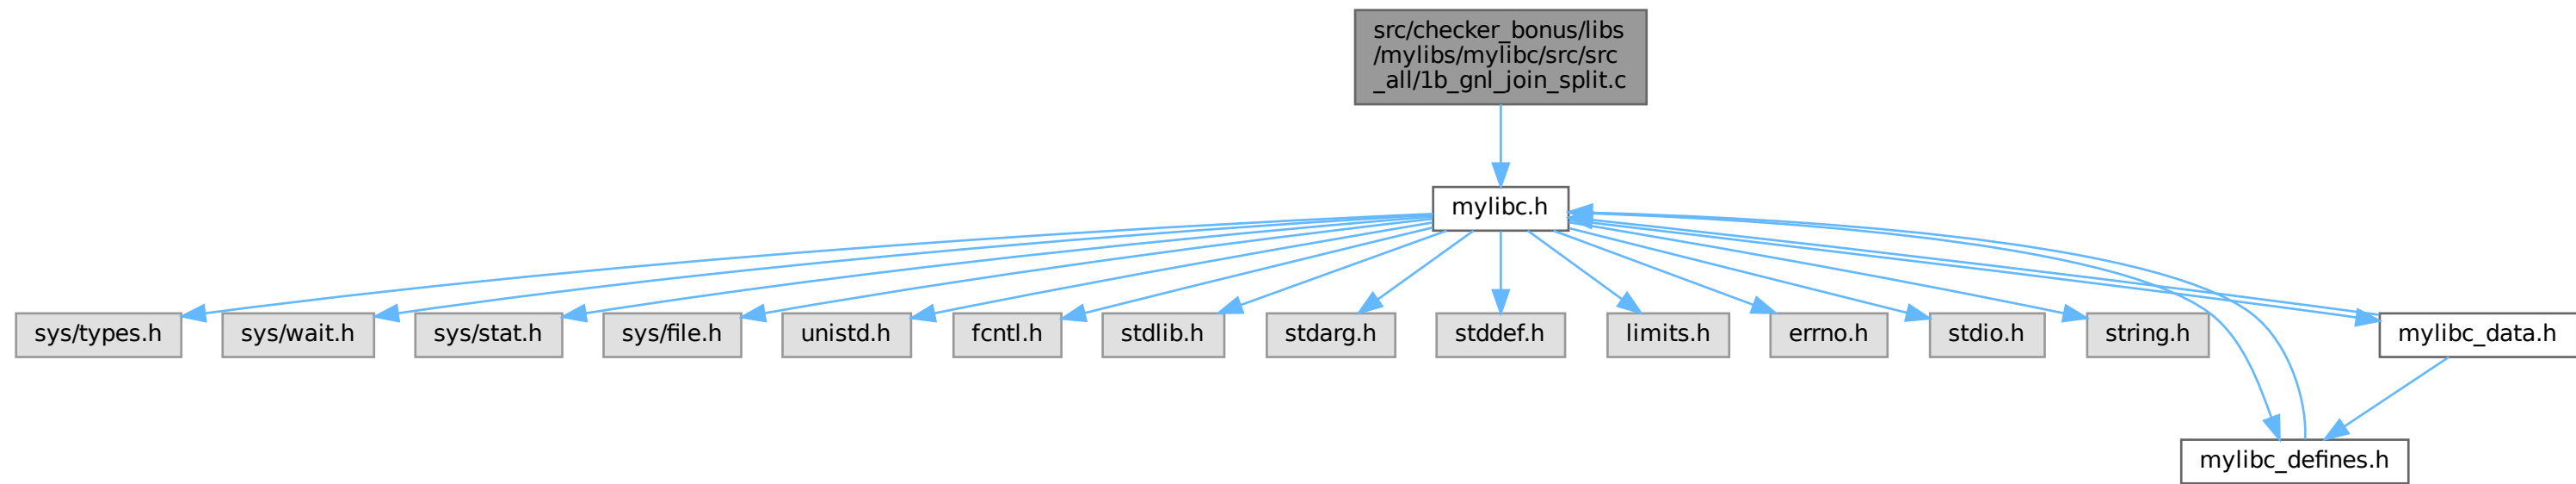 src/checker_bonus/libs
/mylibs/mylibc/src/src
_all/1b_gnl_join_split.c
mylibc.h
sys/types.h
sys/wait.h
sys/stat.h
sys/file.h
unistd.h
fcntl.h
stdlib.h
stdarg.h
stddef.h
limits.h
errno.h
stdio.h
string.h
mylibc_data.h
mylibc_defines.h